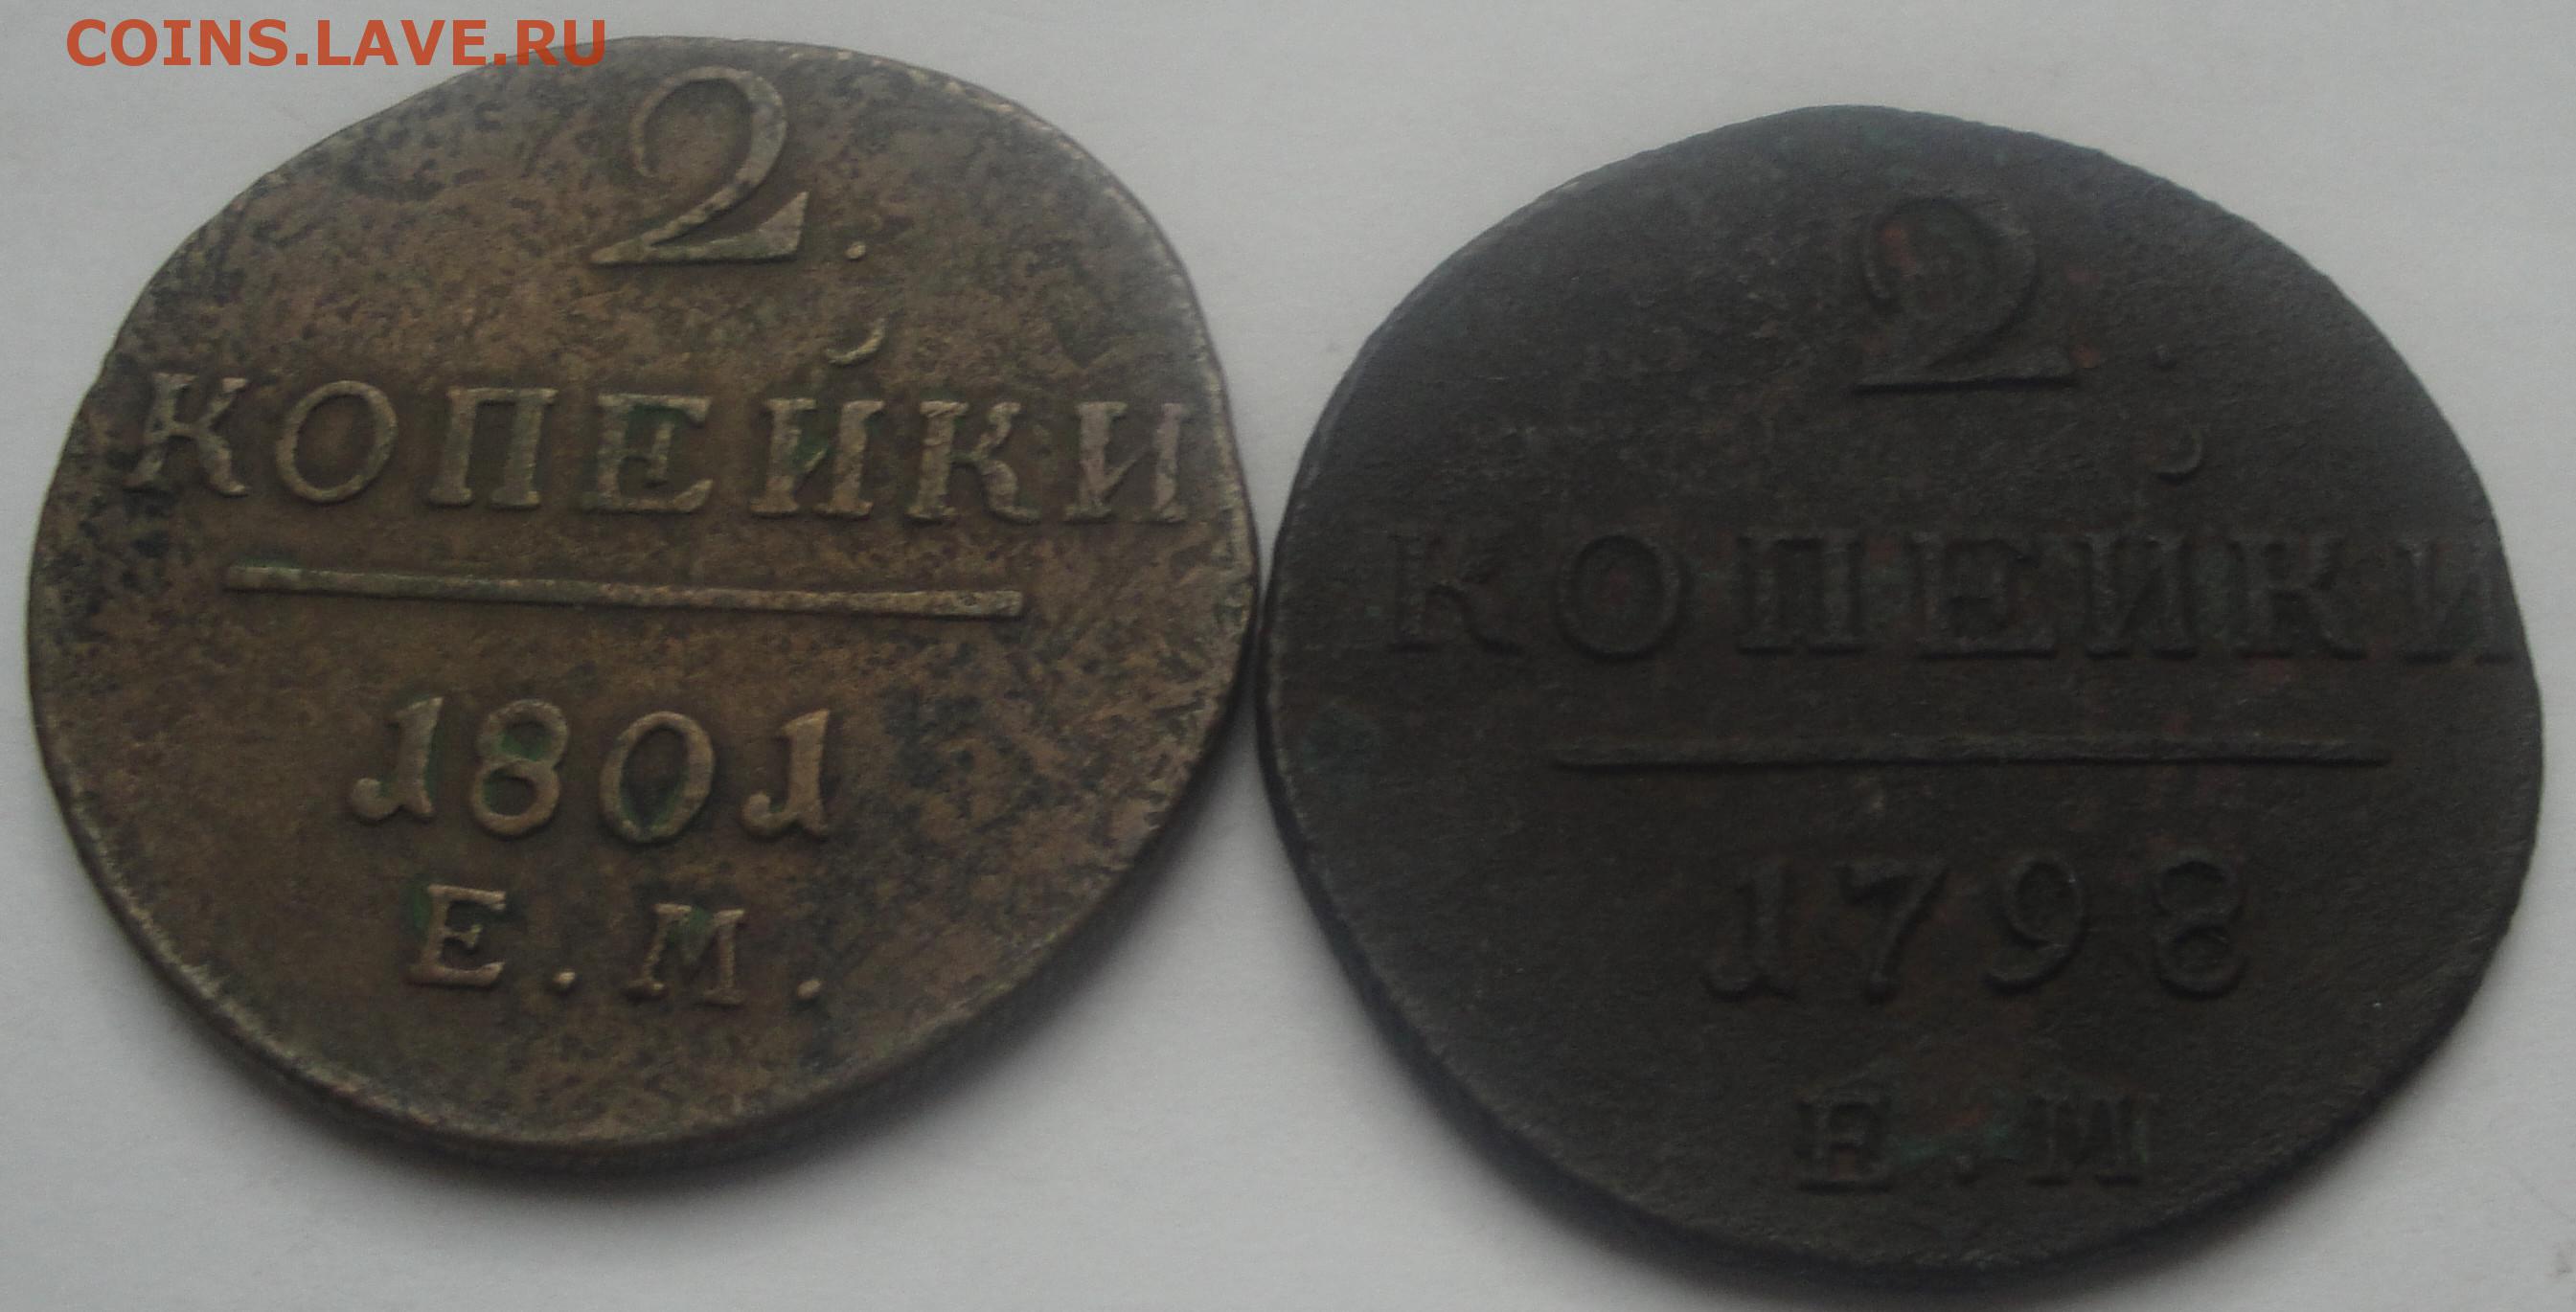 COINS.LAVE.RU
2.
КОПЕЙКИ
1801
Е.М.
2.
КОПЕЙКИ
1798
Е.М